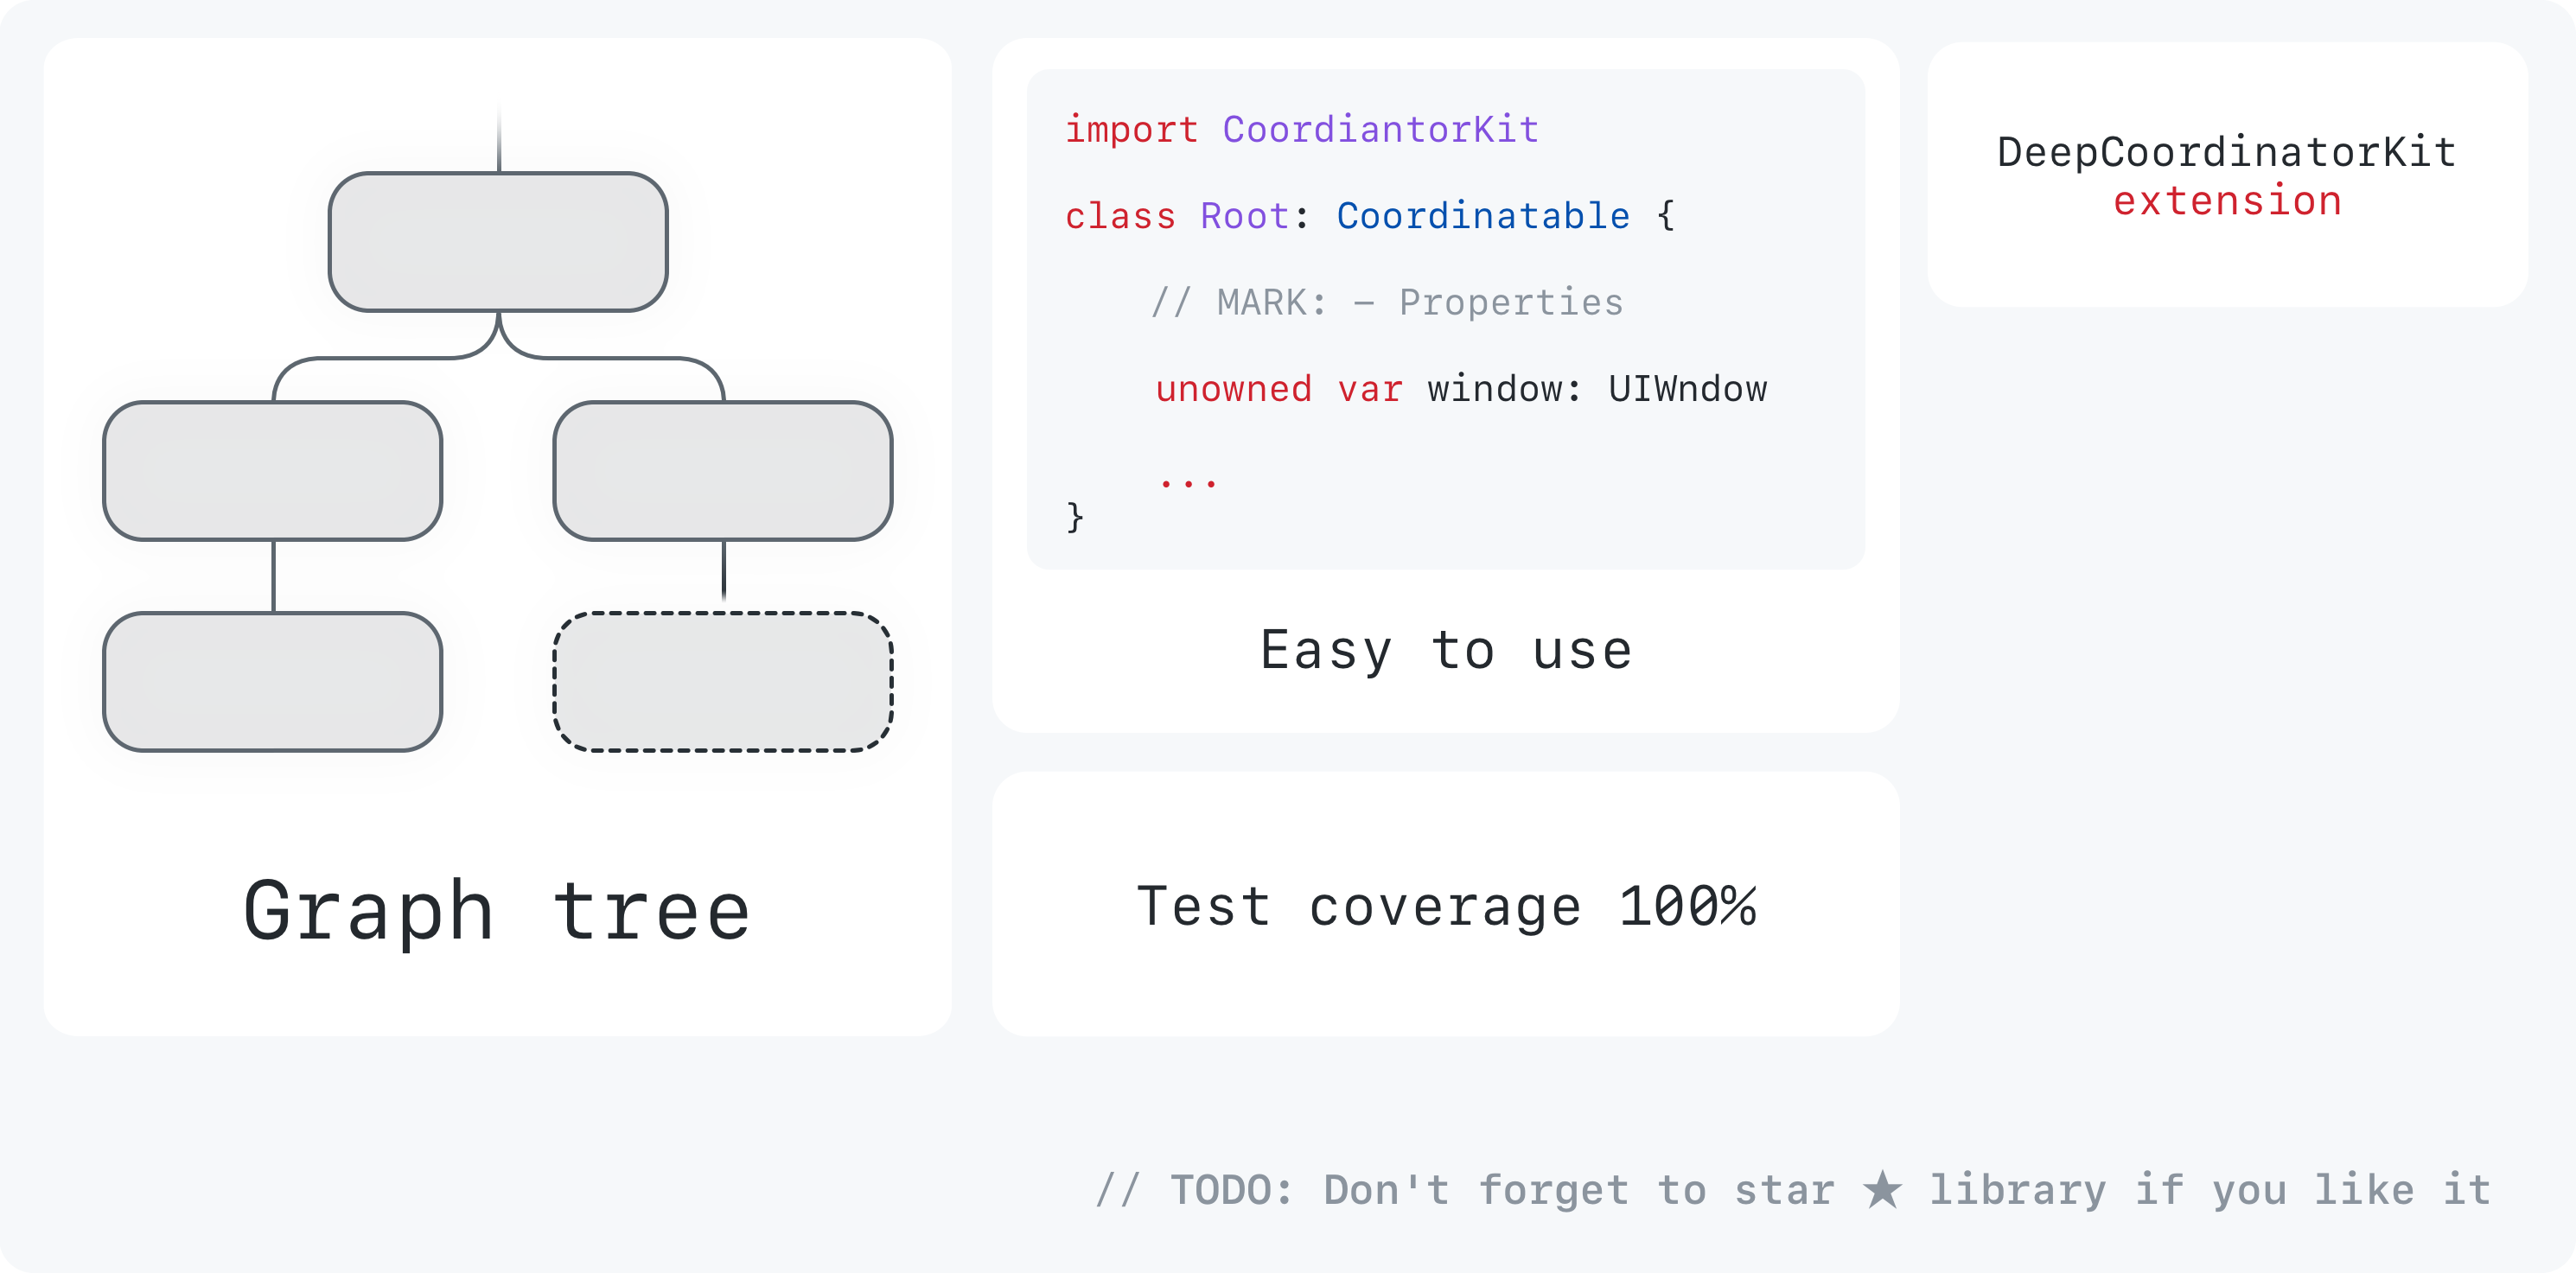 Graph tree
import CoordiantorKit
class Root: Coordinatable {
// MARK: – Properties
unowned var window: UIWndow
...
}
Easy to use
Test coverage 100%
DeepCoordinatorKit
extension
// TODO: Don't forget to star ★ library if you like it